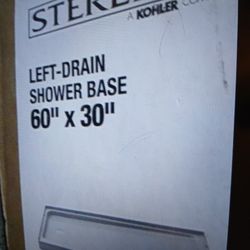 STERL
A KOHLER CO
LEFT-DRAIN
SHOWER BASE
60" x 30"